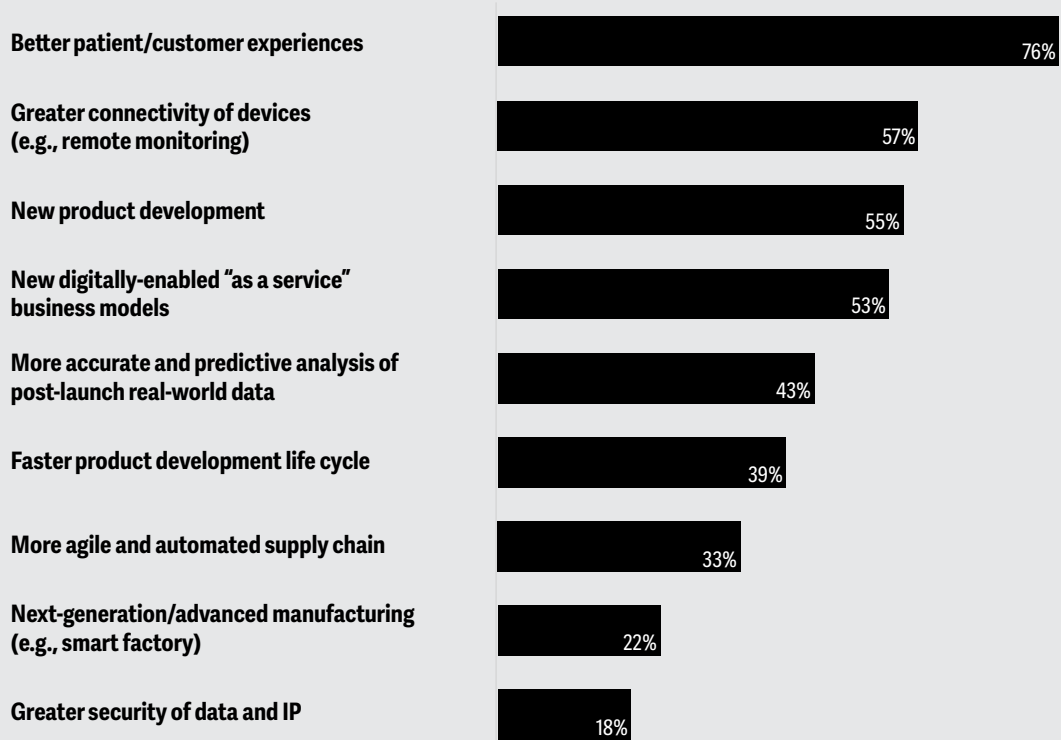 Better patient/customer experiences
76%
Greater connectivity of devices
(e.g., remote monitoring)
57%
New product development
55%
New digitally-enabled “as a service”
business models
53%
More accurate and predictive analysis of
post-launch real-world data
43%
Faster product development life cycle
39%
More agile and automated supply chain
33%
Next-generation/advanced manufacturing
(e.g., smart factory)
22%
Greater security of data and IP
18%